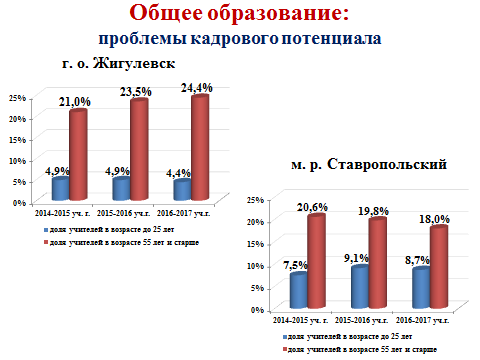 Общее образование:
проблемы кадрового потенциала
г. о. Жигулевск
25%
20%
15%
10%
5%
0%
4,9%
21,0%
4,9%
23,5%
4,4%
24,4%
2014-2015 уч. г.
2015-2016 уч. г.
2016-2017 уч. г.
доля учителей в возрасте до 25 лет
доля учителей в возрасте 55 лет и старше
м. р. Ставропольский
25%
20%
15%
10%
5%
0%
7,5%
20,6%
9,1%
19,8%
8,7%
18,0%
2014-2015 уч. г.
2015-2016 уч.г.
2016-2017 уч.г.
доля учителей в возрасте до 25 лет
доля учителей в возрасте 55 лет и старше